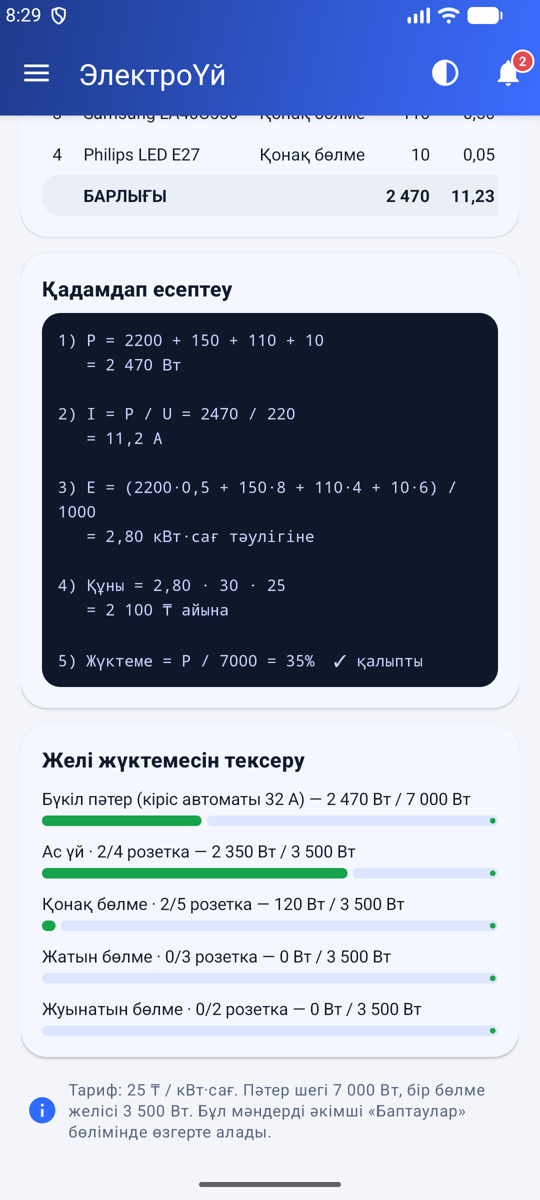 8:29
ЭлектроҮй
2
4 Philips LED E27 Қонақ бөлме 10 0,05
БАРЛЫҒЫ 2 470 11,23
Қадамдап есептеу
1) P = 2200 + 150 + 110 + 10
= 2 470 Вт
2) I = P / U = 2470 / 220
= 11,2 А
3) E = (2200·0,5 + 150·8 + 110·4 + 10·6) /
1000
= 2,80 кВт·сағ тәулігіне
4) Құны = 2,80 · 30 · 25
= 2 100 ₸ айына
5) Жүктеме = P / 7000 = 35% ✓ қалыпты
Желі жүктемесін тексеру
Бүкіл пәтер (кіріс автоматы 32 А) — 2 470 Вт / 7 000 Вт
Ас үй · 2/4 розетка — 2 350 Вт / 3 500 Вт
Қонақ бөлме · 2/5 розетка — 120 Вт / 3 500 Вт
Жатын бөлме · 0/3 розетка — 0 Вт / 3 500 Вт
Жуынатын бөлме · 0/2 розетка — 0 Вт / 3 500 Вт
Тариф: 25 ₸ / кВт·сағ. Пәтер шегі 7 000 Вт, бір бөлме
желісі 3 500 Вт. Бұл мәндерді әкімші «Баптаулар»
бөлімінде өзгерте алады.